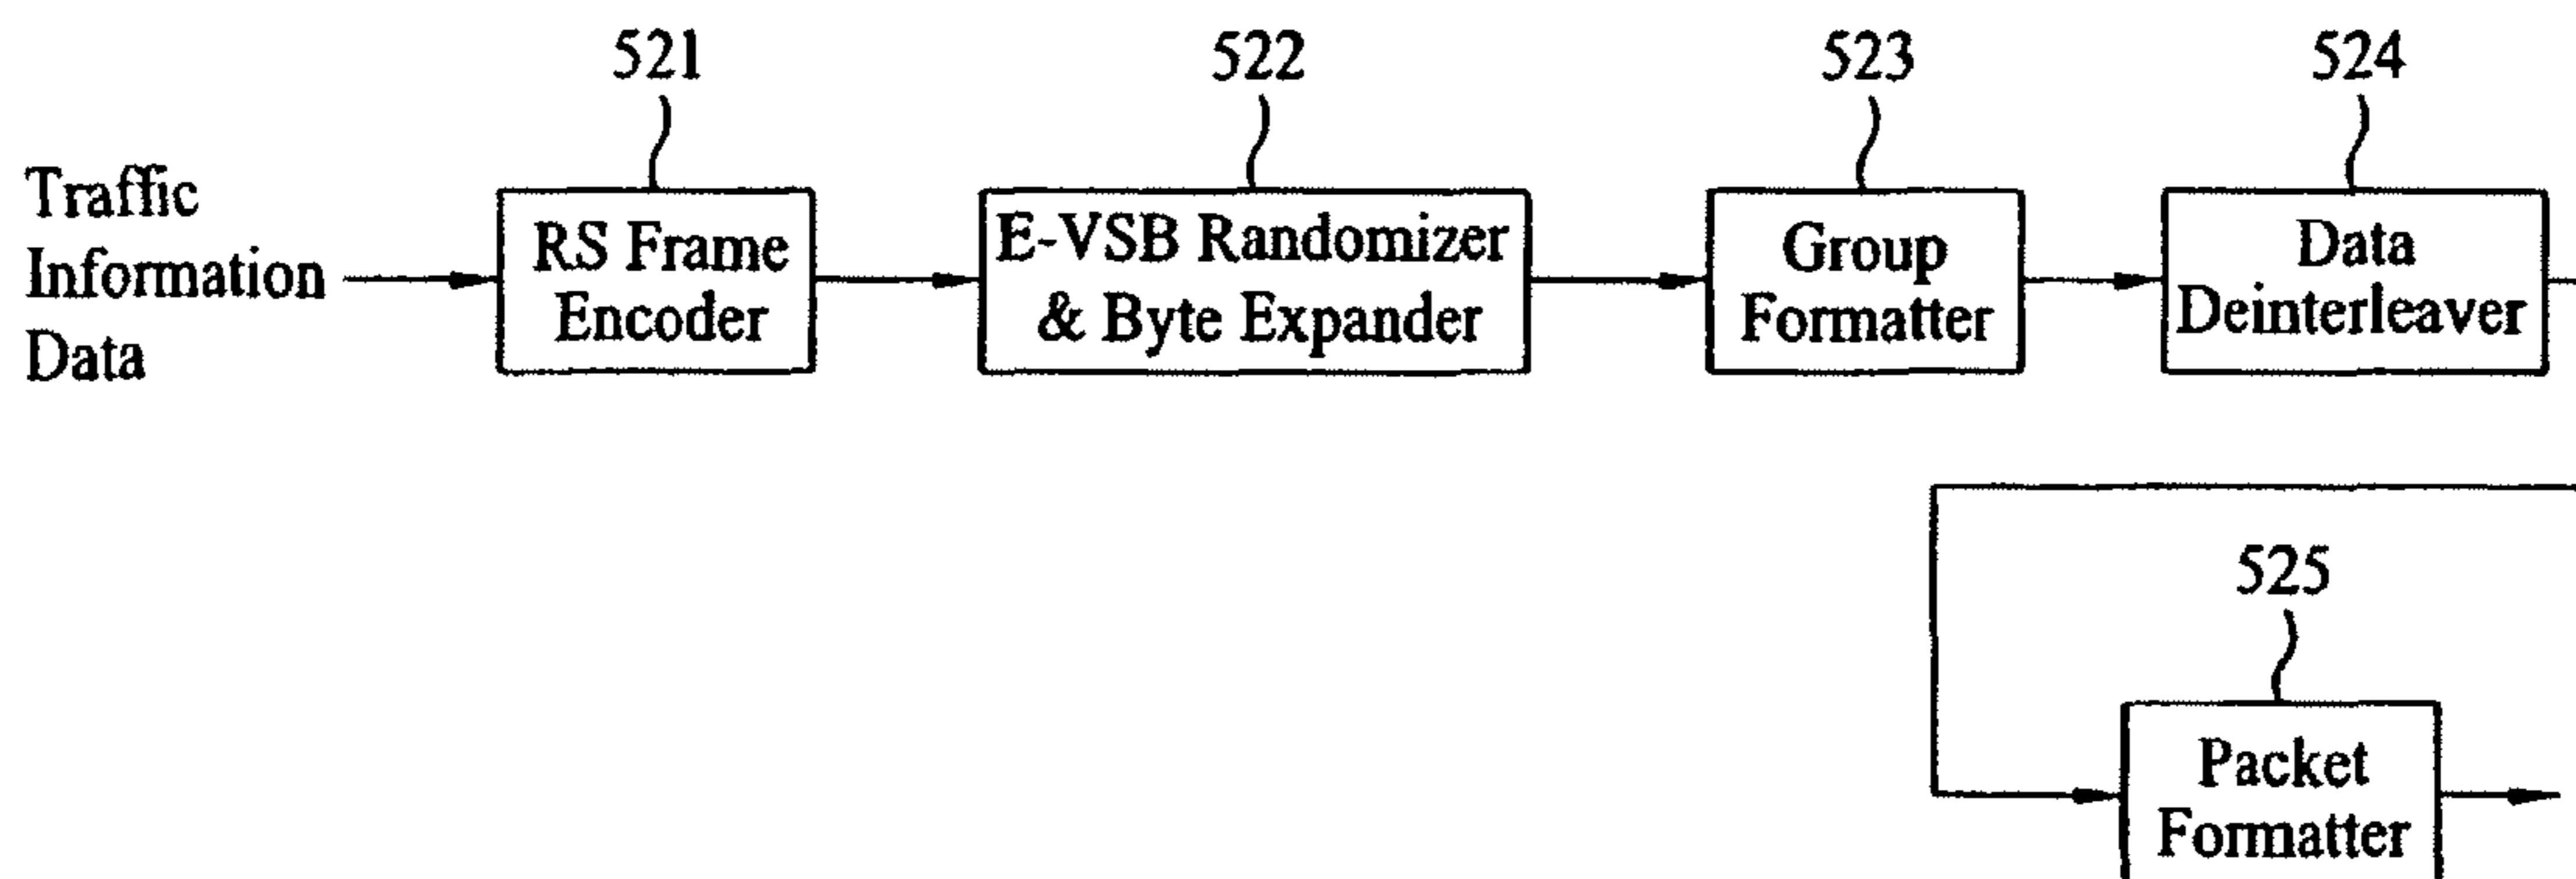 521
522
523
524
Traffic
Information
Data
RS Frame
Encoder
E-VSB Randomizer
& Byte Expander
Group
Formatter
Data
Deinterleaver
525
Packet
Formatter